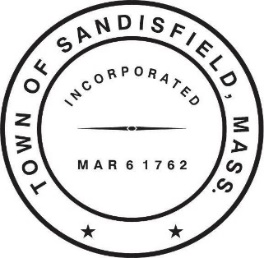 TOWN OF SANDISFIELD, MASS.
INCORPORATED
MAR 6 1762